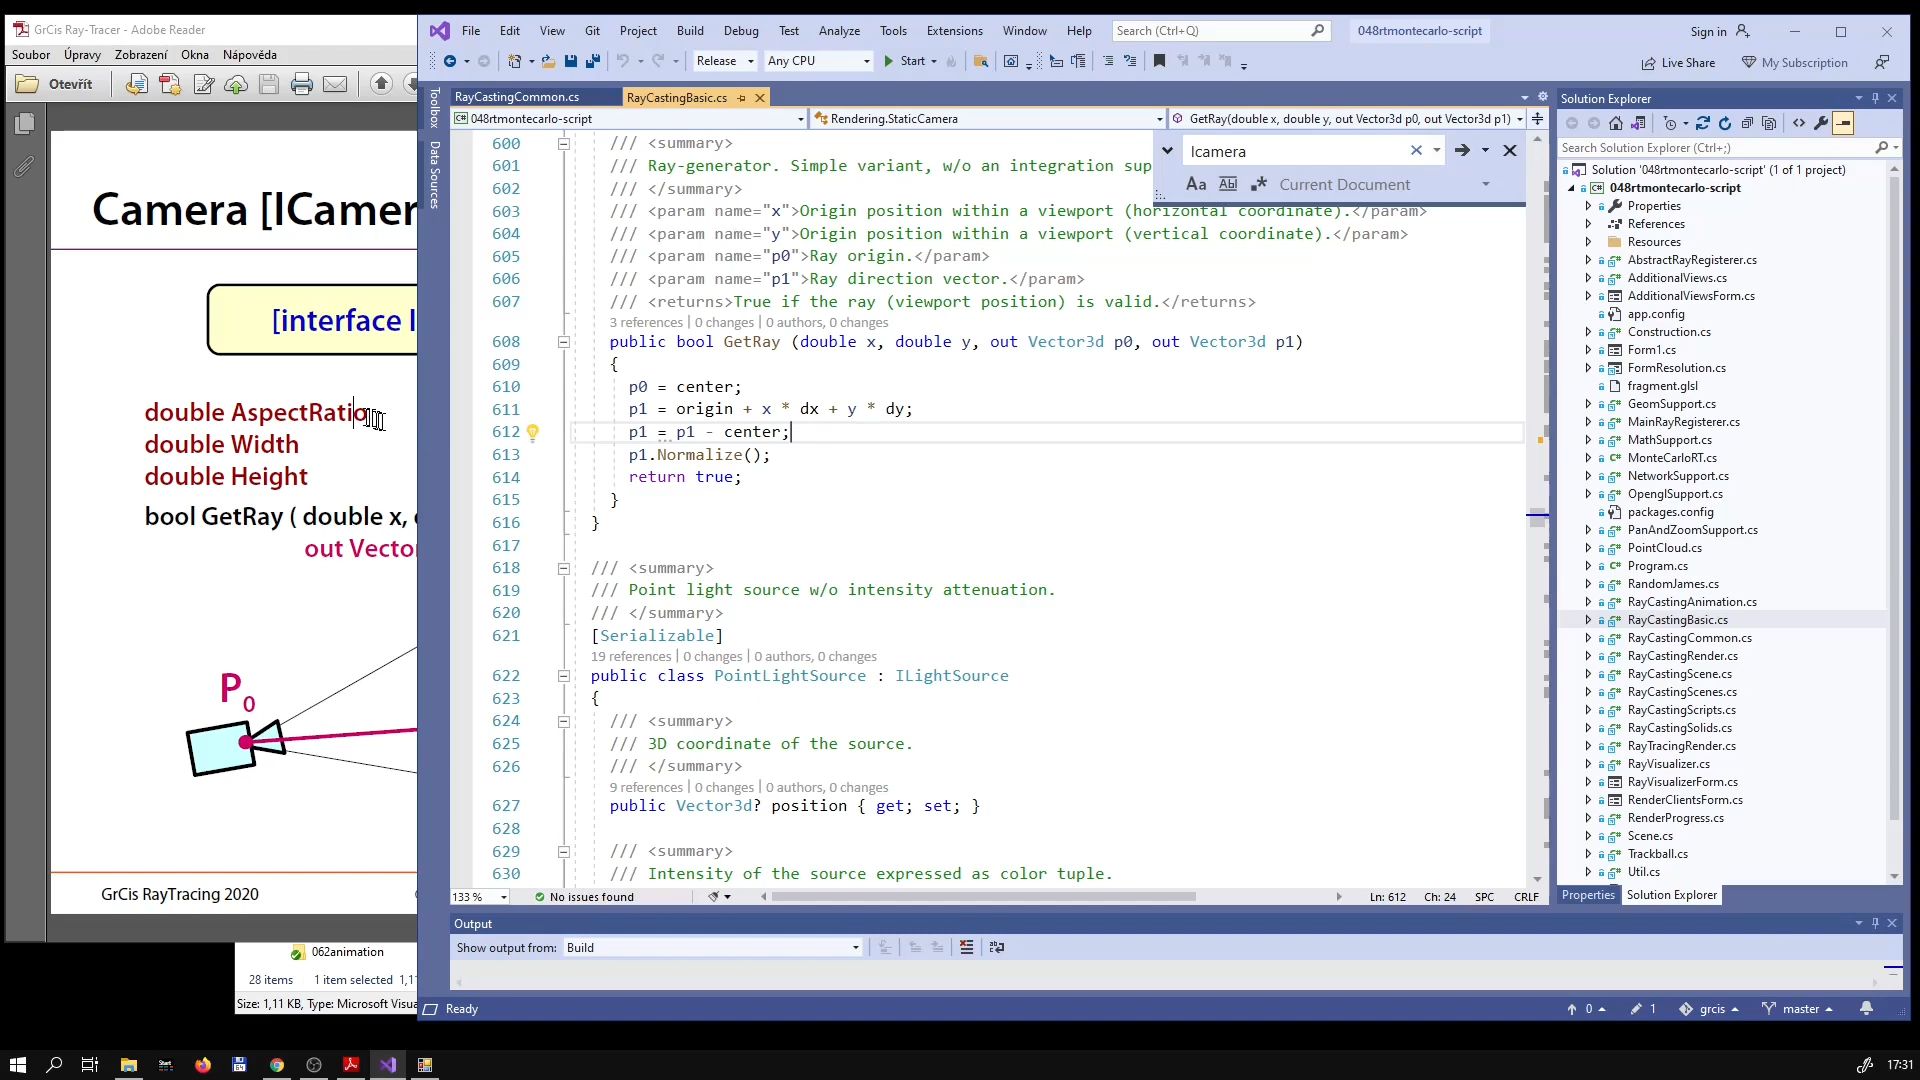 GrCis Ray-Tracer - Adobe Reader
Soubor Úpravy Zobrazení Okna Nápověda
Otevřít
Camera [ICamer
[interface I
double AspectRatio
double Width
double Height
bool GetRay ( double x,
out Vector
P0
GrCis RayTracing 2020
062animation
28 items 1 item selected 1,1
Size: 1,11 KB, Type: Microsoft Visua
File Edit View Git Project Build Debug Test Analyze Tools Extensions Window Help
Search (Ctrl+Q)
048rtmontecarlo-script
Sign in
Release Any CPU Start
Live Share My Subscription
Toolbox
Data Sources
RayCastingCommon.cs RayCastingBasic.cs
048rtmontecarlo-script Rendering.StaticCamera GetRay(double x, double y, out Vector3d p0, out Vector3d p1)
Icamera
Aa Current Document
600 /// <summary>
601 /// Ray-generator. Simple variant, w/o an integration sup
602 /// </summary>
603 /// <param name="x">Origin position within a viewport (horizontal coordinate).</param>
604 /// <param name="y">Origin position within a viewport (vertical coordinate).</param>
605 /// <param name="p0">Ray origin.</param>
606 /// <param name="p1">Ray direction vector.</param>
607 /// <returns>True if the ray (viewport position) is valid.</returns>
3 references | 0 changes | 0 authors, 0 changes
608 public bool GetRay (double x, double y, out Vector3d p0, out Vector3d p1)
609 {
610 p0 = center;
611 p1 = origin + x * dx + y * dy;
612 p1 = p1 - center;
613 p1.Normalize();
614 return true;
615 }
616 }
617
618 /// <summary>
619 /// Point light source w/o intensity attenuation.
620 /// </summary>
621 [Serializable]
19 references | 0 changes | 0 authors, 0 changes
622 public class PointLightSource : ILightSource
623 {
624 /// <summary>
625 /// 3D coordinate of the source.
626 /// </summary>
9 references | 0 changes | 0 authors, 0 changes
627 public Vector3d? position { get; set; }
628
629 /// <summary>
630 /// Intensity of the source expressed as color tuple.
133 % No issues found Ln: 612 Ch: 24 SPC CRLF
Output
Show output from: Build
Ready
0 1 grcis master
Solution Explorer
Search Solution Explorer (Ctrl+;)
Solution '048rtmontecarlo-script' (1 of 1 project)
048rtmontecarlo-script
Properties
References
Resources
AbstractRayRegisterer.cs
AdditionalViews.cs
AdditionalViewsForm.cs
app.config
Construction.cs
Form1.cs
FormResolution.cs
fragment.glsl
GeomSupport.cs
MainRayRegisterer.cs
MathSupport.cs
MonteCarloRT.cs
NetworkSupport.cs
OpenglSupport.cs
packages.config
PanAndZoomSupport.cs
PointCloud.cs
Program.cs
RandomJames.cs
RayCastingAnimation.cs
RayCastingBasic.cs
RayCastingCommon.cs
RayCastingRender.cs
RayCastingScene.cs
RayCastingScenes.cs
RayCastingScripts.cs
RayCastingSolids.cs
RayTracingRender.cs
RayVisualizer.cs
RayVisualizerForm.cs
RenderClientsForm.cs
RenderProgress.cs
Scene.cs
Trackball.cs
Util.cs
Properties Solution Explorer
17:31